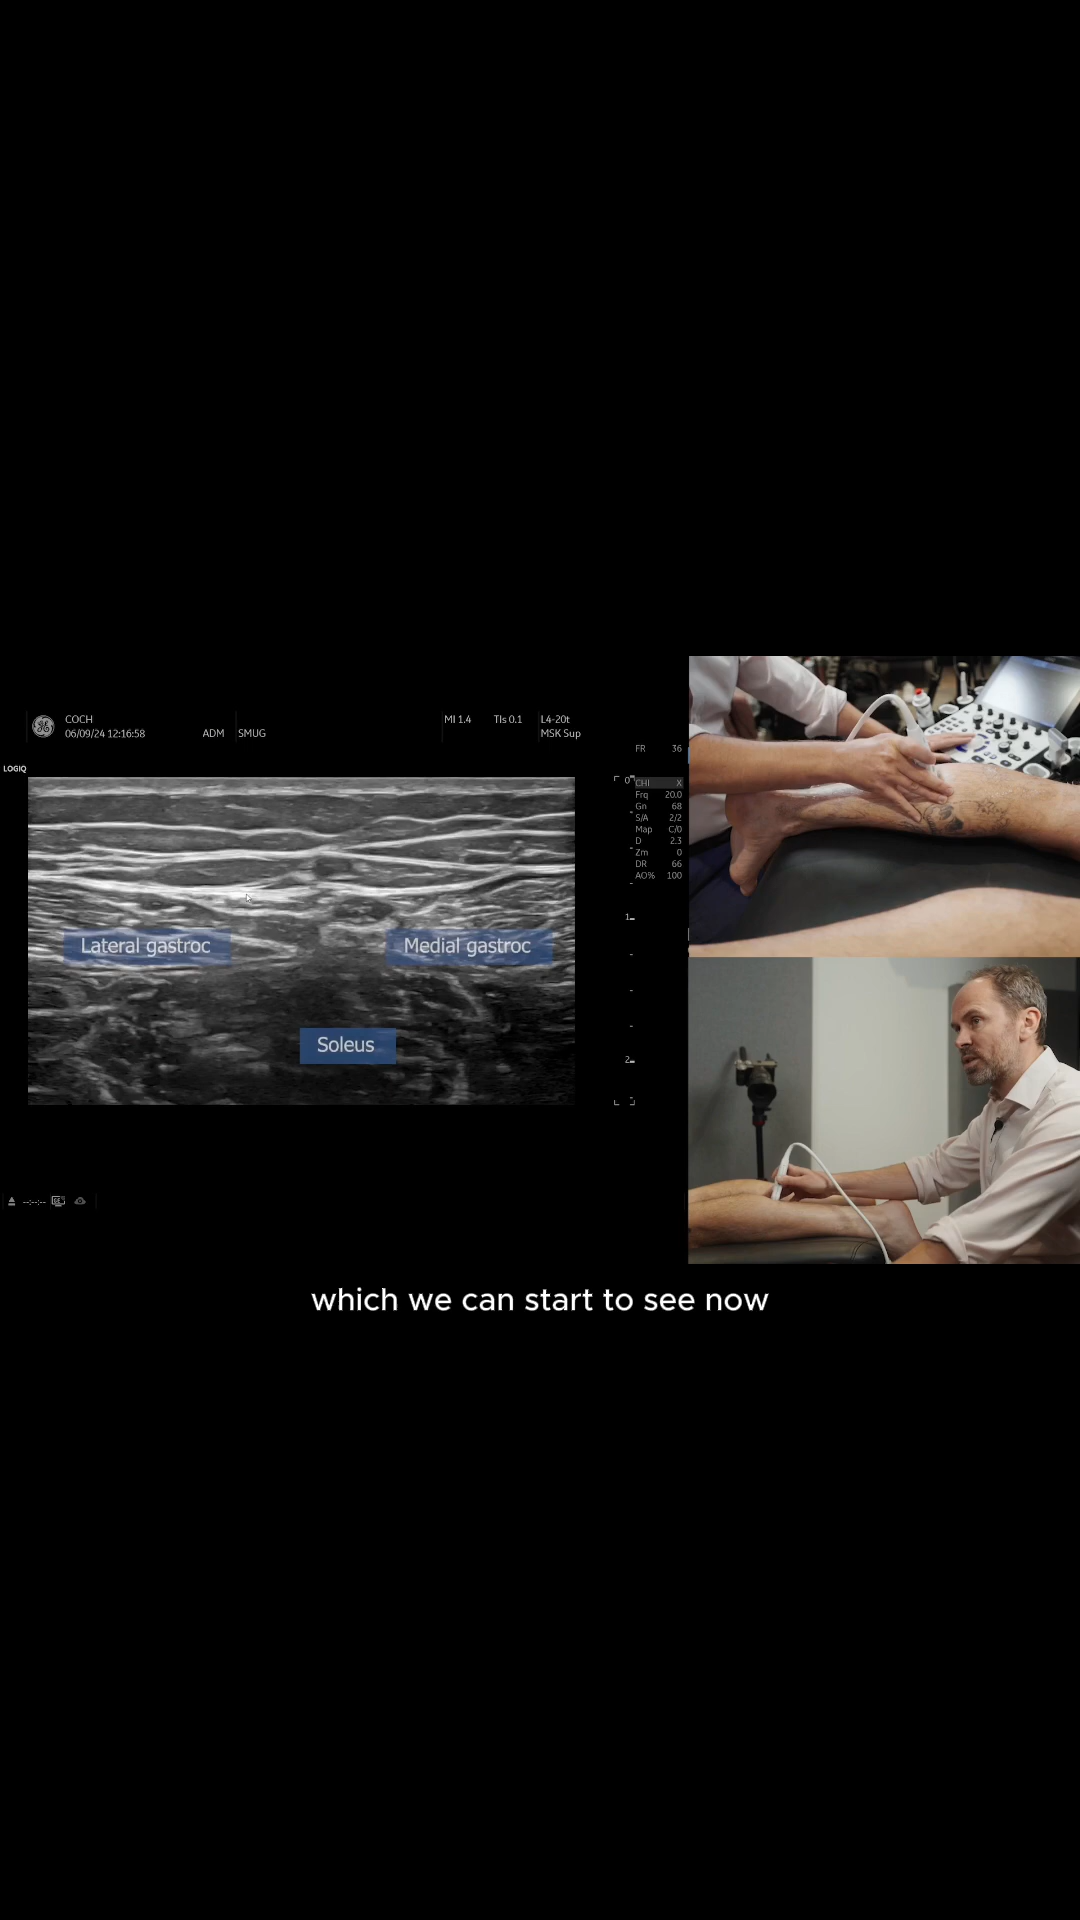 COCH
06/09/24 12:16:58
ADM
SMUG
MI 1.4
TIs 0.1
L4-20t
MSK Sup
FR 36
LOGIQ
0
CHI X
Frq 20.0
Gn 68
S/A 2/2
Map C/0
D 2.3
Zm 0
DR 66
AO% 100
1
Lateral gastroc
Medial gastroc
Soleus
2
--:--:--
which we can start to see now